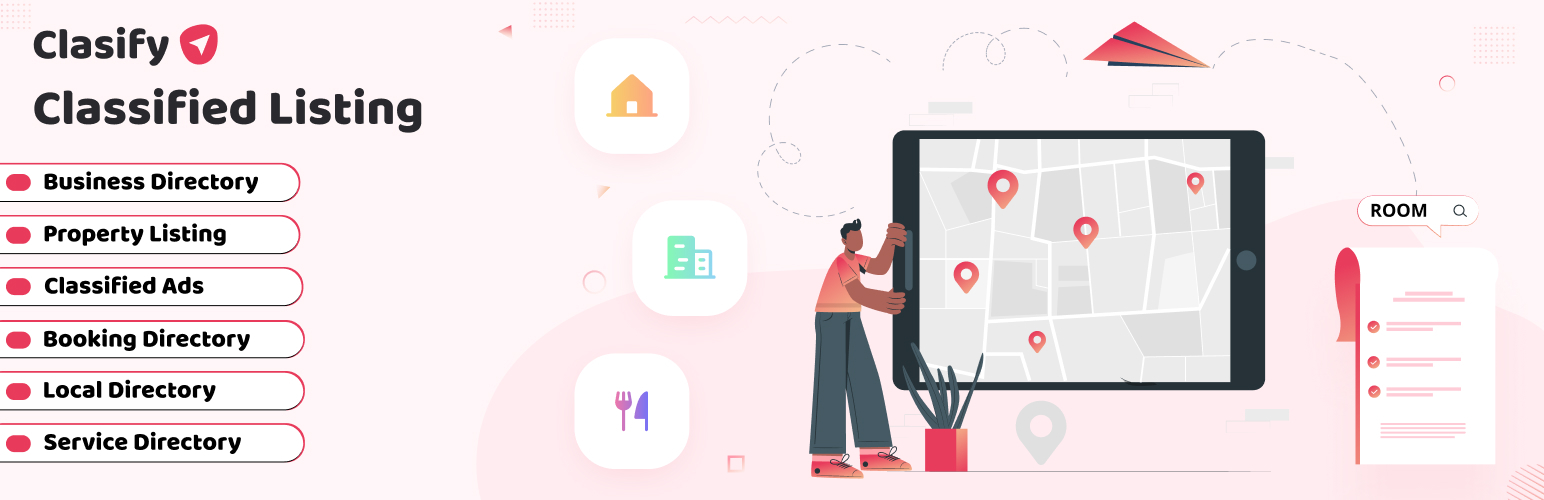 Clasify
Classified Listing
Business Directory
Property Listing
Classified Ads
Booking Directory
Local Directory
Service Directory
ROOM